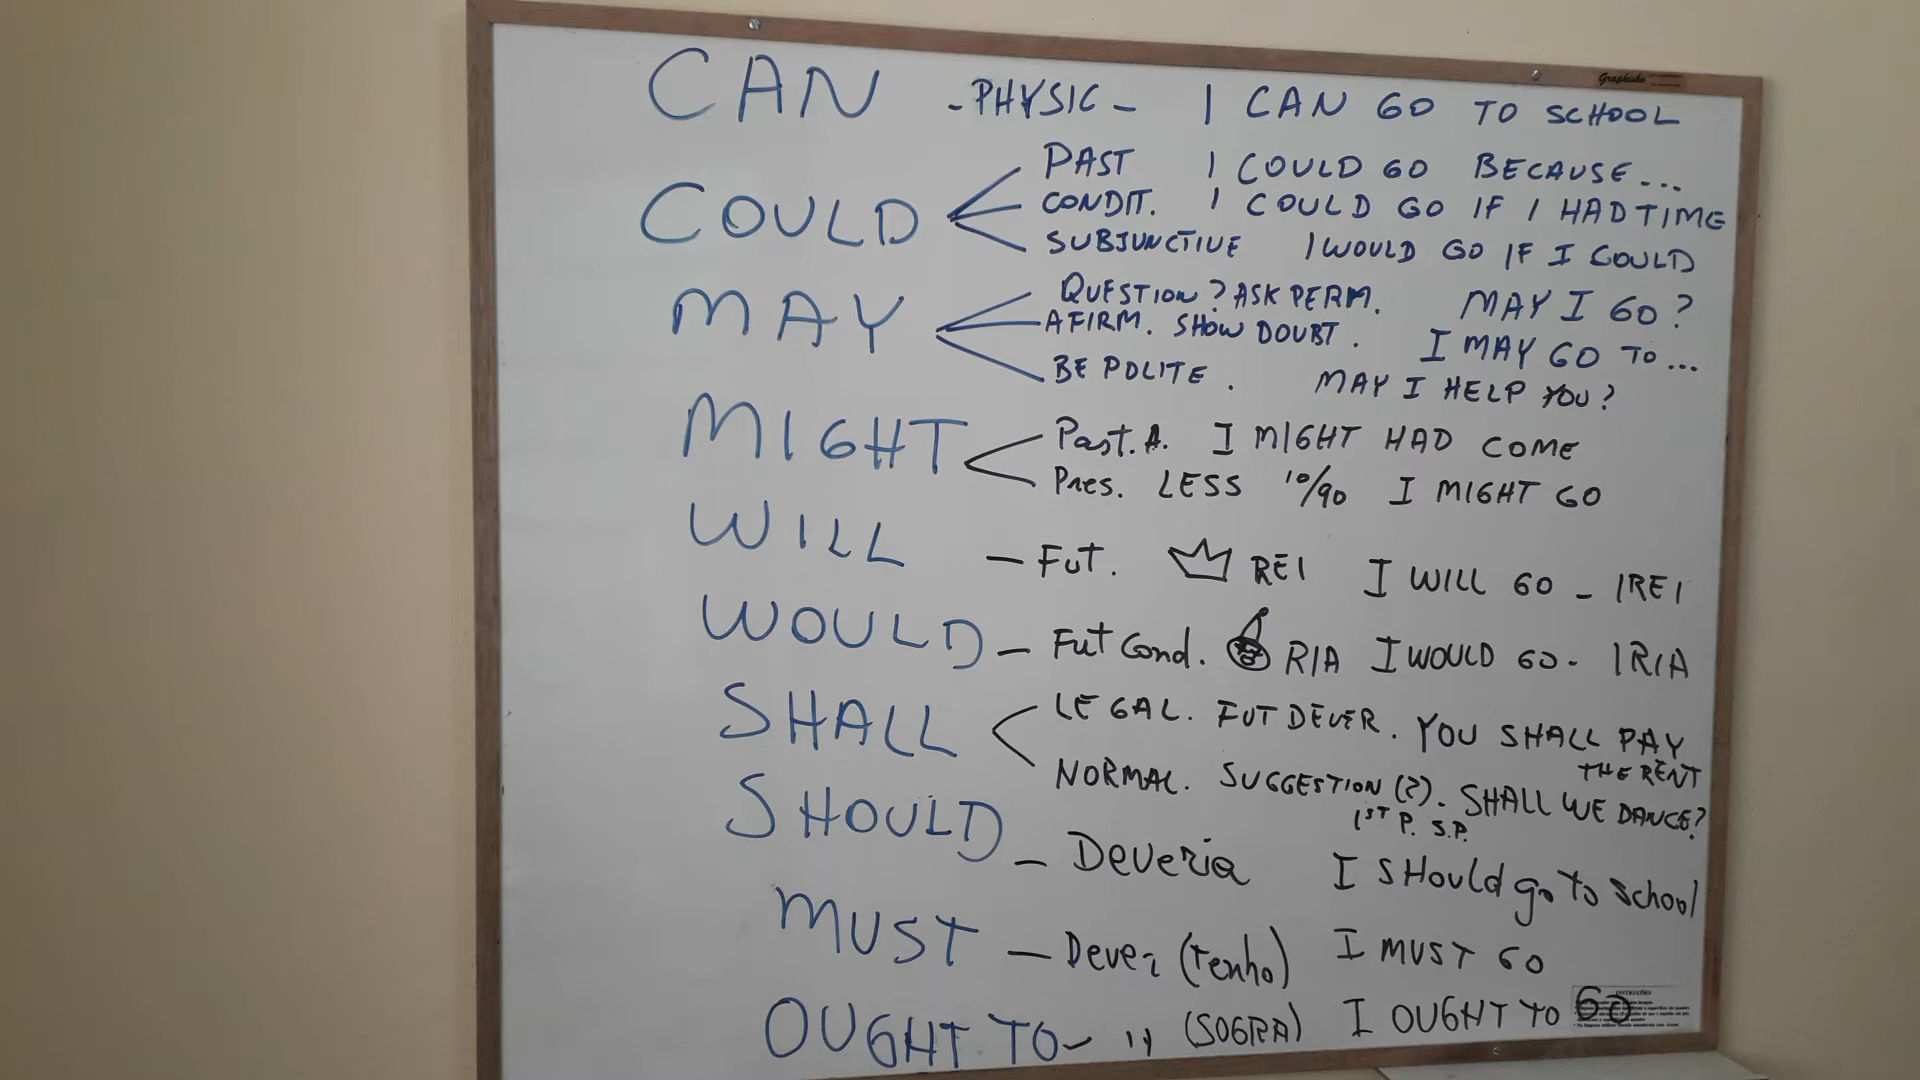 Graphiske
CAN - PHYSIC - I CAN GO TO SCHOOL
COULD
PAST I COULD GO BECAUSE...
CONDIT. I COULD GO IF I HAD TIME
SUBJUNCTIVE I WOULD GO IF I COULD
MAY
QUESTION? ASK PERM. MAY I GO?
AFIRM. SHOW DOUBT. I MAY GO TO...
BE POLITE. MAY I HELP YOU?
MIGHT
Past. A. I MIGHT HAD COME
Pres. LESS 10/90 I MIGHT GO
WILL - Fut. REI I WILL GO - IREI
WOULD - Fut Cond. RIA I WOULD GO - IRIA
SHALL
LEGAL. FUT DEVER. YOU SHALL PAY
THE RENT
NORMAL. SUGGESTION (?). SHALL WE DANCE?
1ST P. S.P.
SHOULD - Deveria I SHOULD go to school
MUST - Dever (tenho) I MUST GO
OUGHT TO - " (SOGRA) I OUGHT TO GO
INSTRUÇÕES